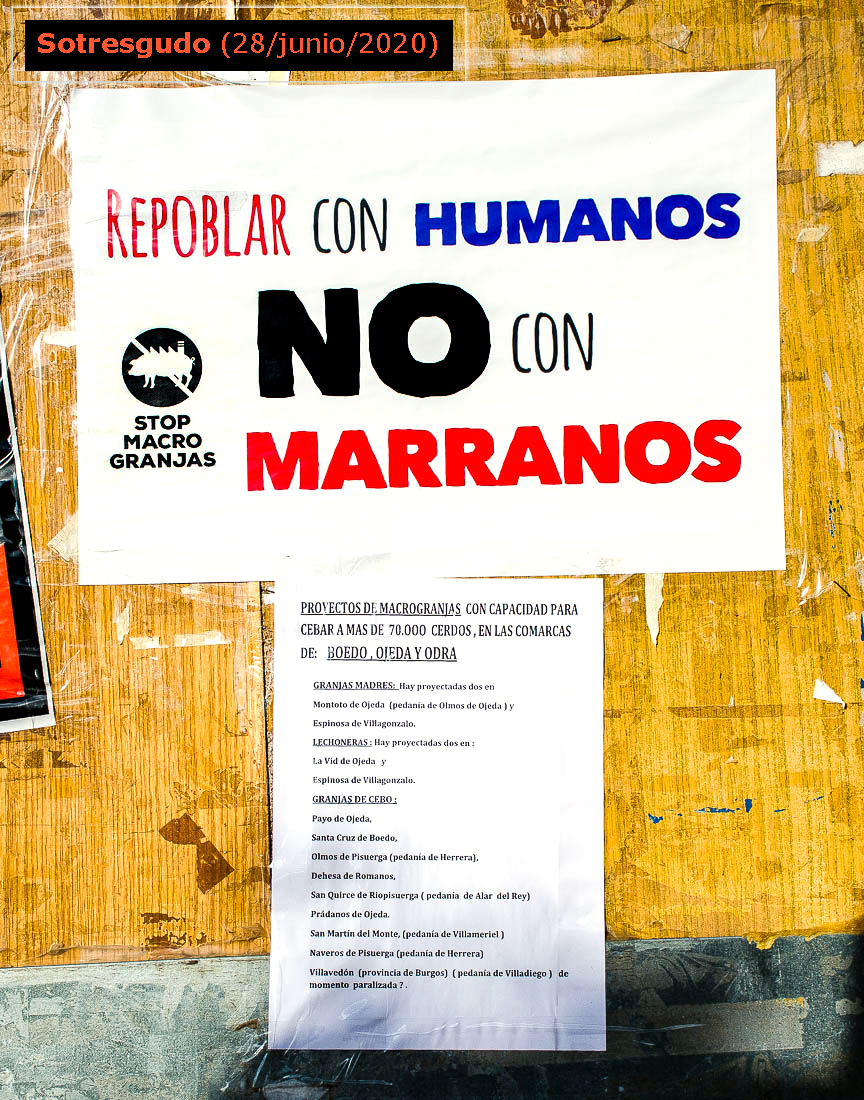 Sotresgudo (28/junio/2020)
REPOBLAR CON HUMANOS
NO CON
STOP
MACRO
GRANJAS
MARRANOS
PROYECTOS DE MACROGRANJAS CON CAPACIDAD PARA
CEBAR A MAS DE 70.000 CERDOS , EN LAS COMARCAS
DE: BOEDO , OJEDA Y ODRA
GRANJAS MADRES: Hay proyectadas dos en
Montoto de Ojeda (pedanía de Olmos de Ojeda ) y
Espinosa de Villagonzalo.
LECHONERAS : Hay proyectadas dos en :
La Vid de Ojeda y
Espinosa de Villagonzalo.
GRANJAS DE CEBO :
Payo de Ojeda,
Santa Cruz de Boedo,
Olmos de Pisuerga (pedanía de Herrera),
Dehesa de Romanos,
San Quirce de Riopisuerga ( pedanía de Alar del Rey)
Prádanos de Ojeda.
San Martín del Monte, (pedanía de Villameriel )
Naveros de Pisuerga (pedanía de Herrera)
Villavedón (provincia de Burgos) ( pedanía de Villadiego ) de
momento paralizada ? .